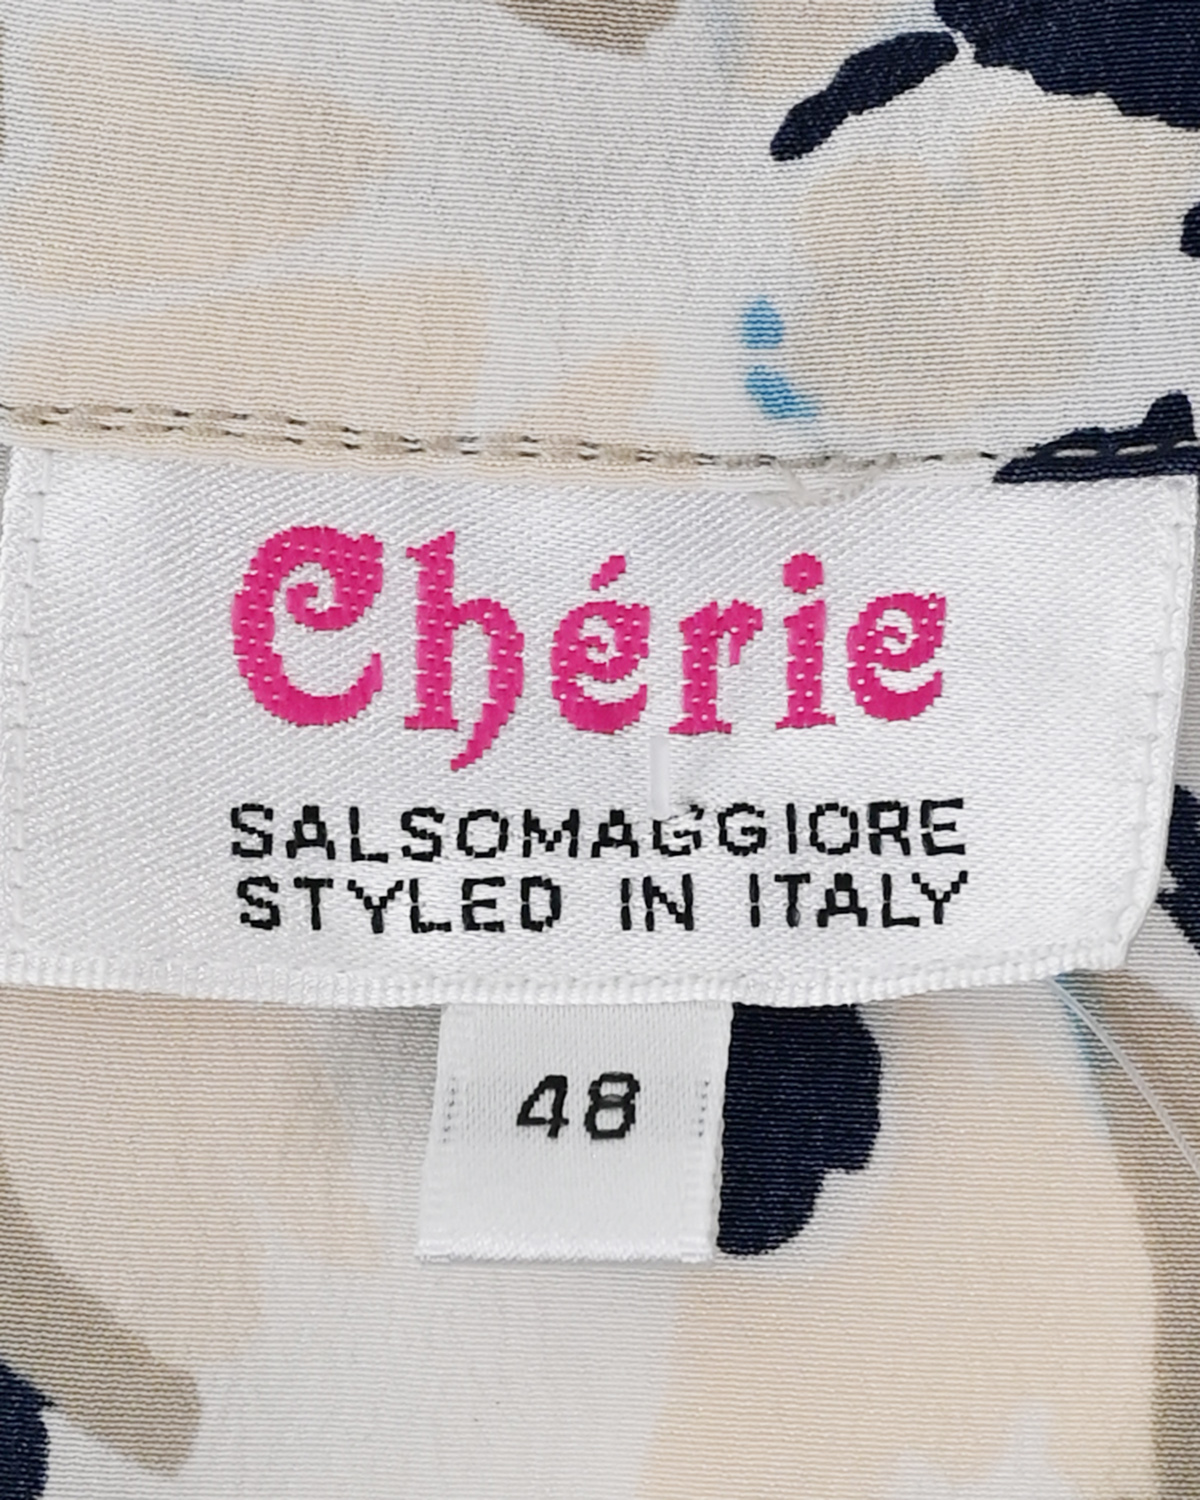 Chérie
SALSOMAGGIORE
STYLED IN ITALY
48